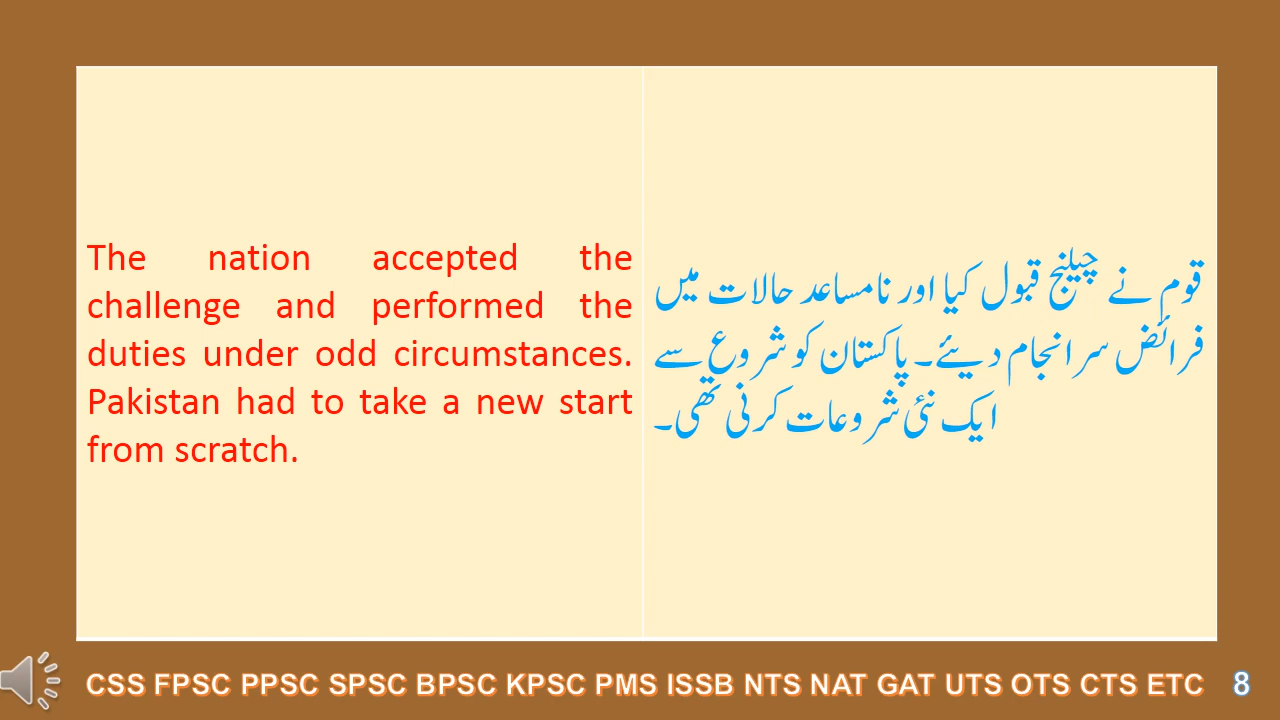 The nation accepted the
challenge and performed the
duties under odd circumstances.
Pakistan had to take a new start
from scratch.
قوم نے چیلنج قبول کیا اور نامساعد حالات میں
فرائض سرانجام دیئے۔ پاکستان کو شروع سے
ایک نئی شروعات کرنی تھی۔
CSS FPSC PPSC SPSC BPSC KPSC PMS ISSB NTS NAT GAT UTS OTS CTS ETC 8